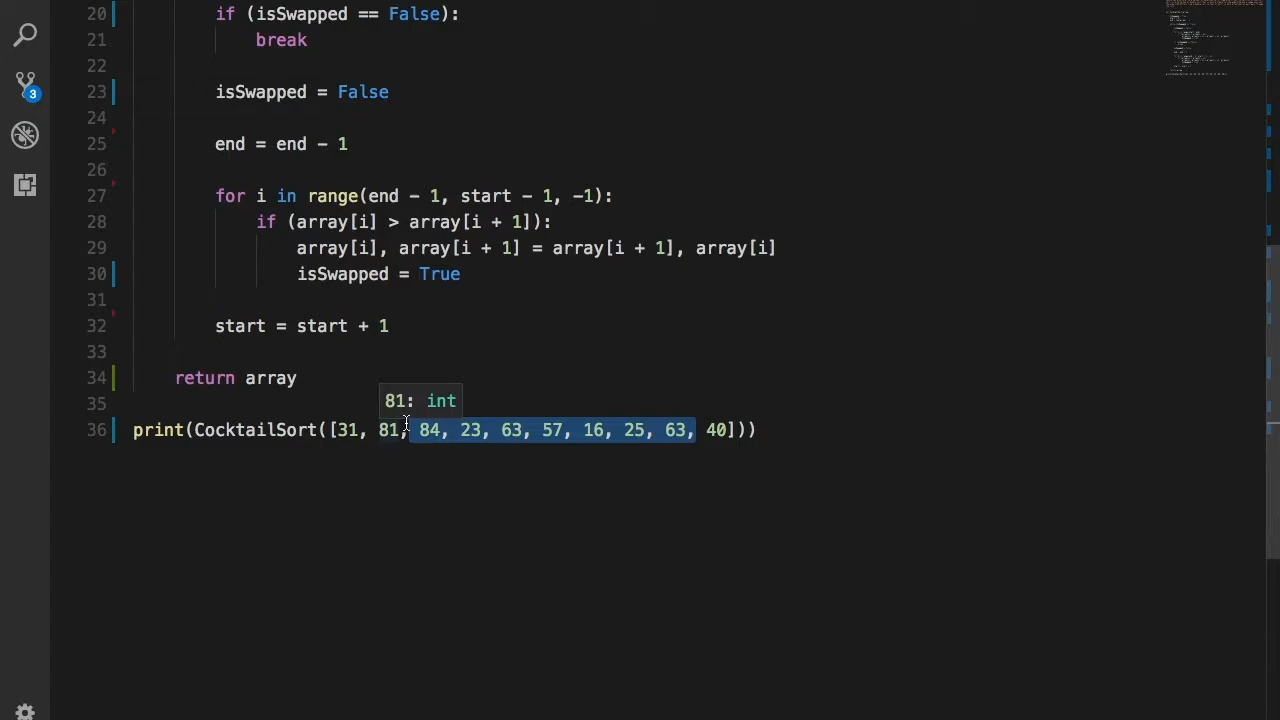 20 if (isSwapped == False):
21 break
22
23 isSwapped = False
24
25 end = end - 1
26
27 for i in range(end - 1, start - 1, -1):
28 if (array[i] > array[i + 1]):
29 array[i], array[i + 1] = array[i + 1], array[i]
30 isSwapped = True
31
32 start = start + 1
33
34 return array
35
81: int
36 print(CocktailSort([31, 81, 84, 23, 63, 57, 16, 25, 63, 40]))
3